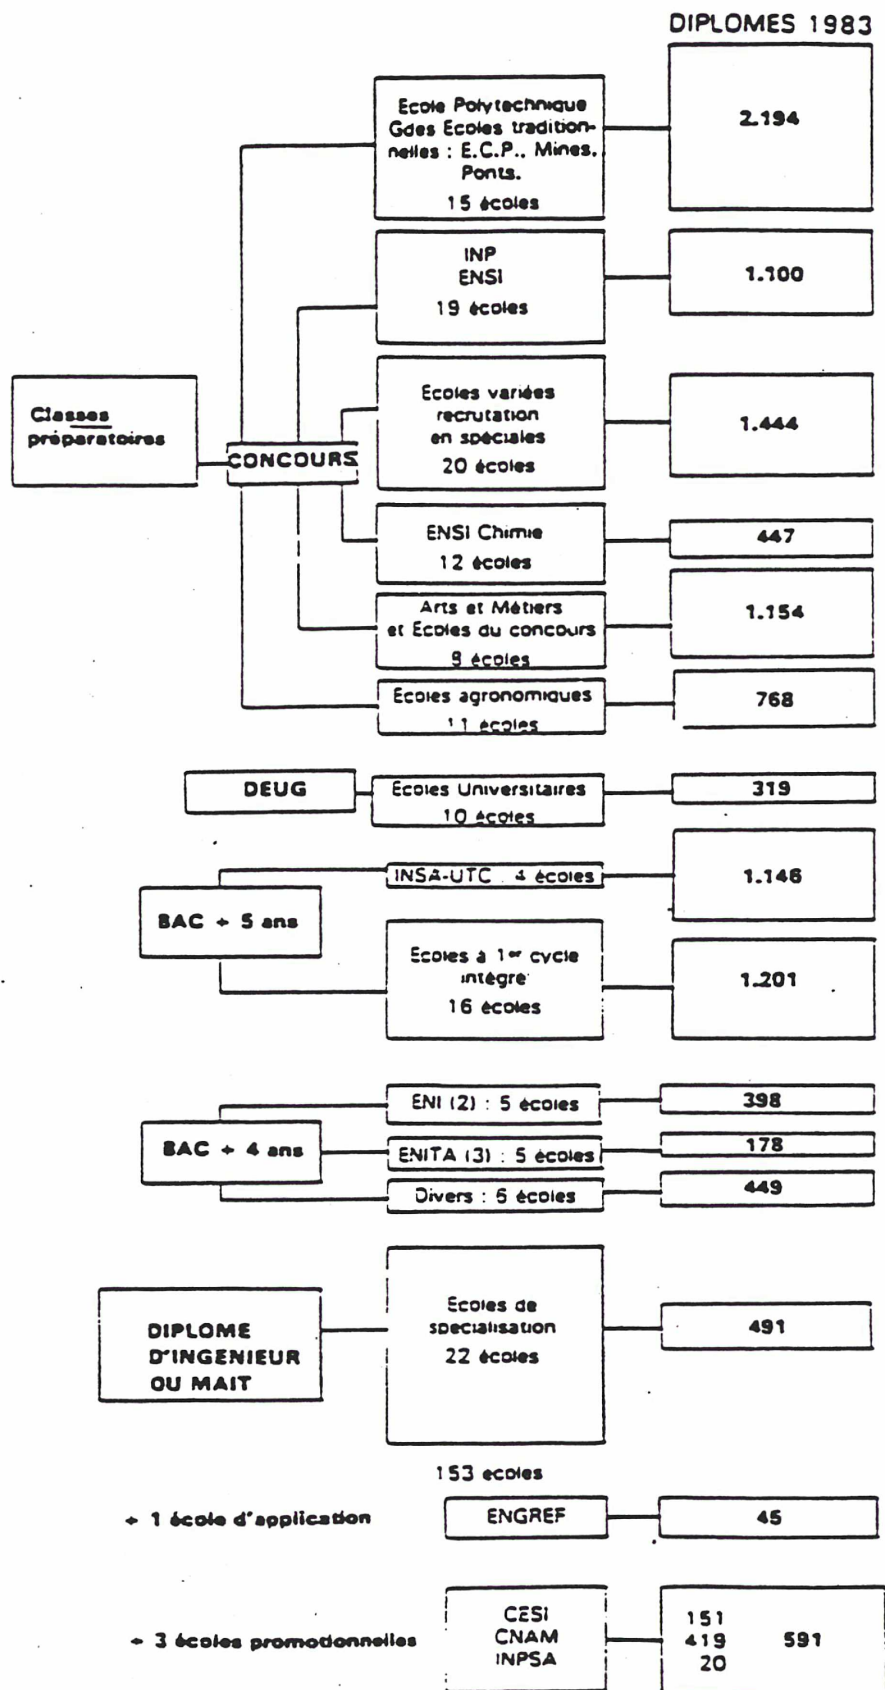 DIPLOMES 1983
Ecole Polytechnique
Gdes Ecoles tradition-
nelles : E.C.P., Mines,
Ponts.
15 écoles
2.194
INP
ENSI
19 écoles
1.100
Classes
préparatoires
CONCOURS
Ecoles variées
recrutation
en spéciales
20 écoles
1.444
ENSI Chimie
12 écoles
447
Arts et Métiers
et Ecoles du concours
9 écoles
1.154
Ecoles agronomiques
11 écoles
768
DEUG
Ecoles Universitaires
10 écoles
319
BAC + 5 ans
INSA-UTC : 4 écoles
1.146
Ecoles à 1er cycle
intégré
16 écoles
1.201
BAC + 4 ans
ENI (2) : 5 écoles
398
ENITA (3) : 5 écoles
178
Divers : 6 écoles
449
DIPLOME
D'INGENIEUR
OU MAIT
Ecoles de
spécialisation
22 écoles
491
153 écoles
+ 1 école d'application
ENGREF
45
+ 3 écoles promotionnelles
CESI
CNAM
INPSA
151
419 591
20